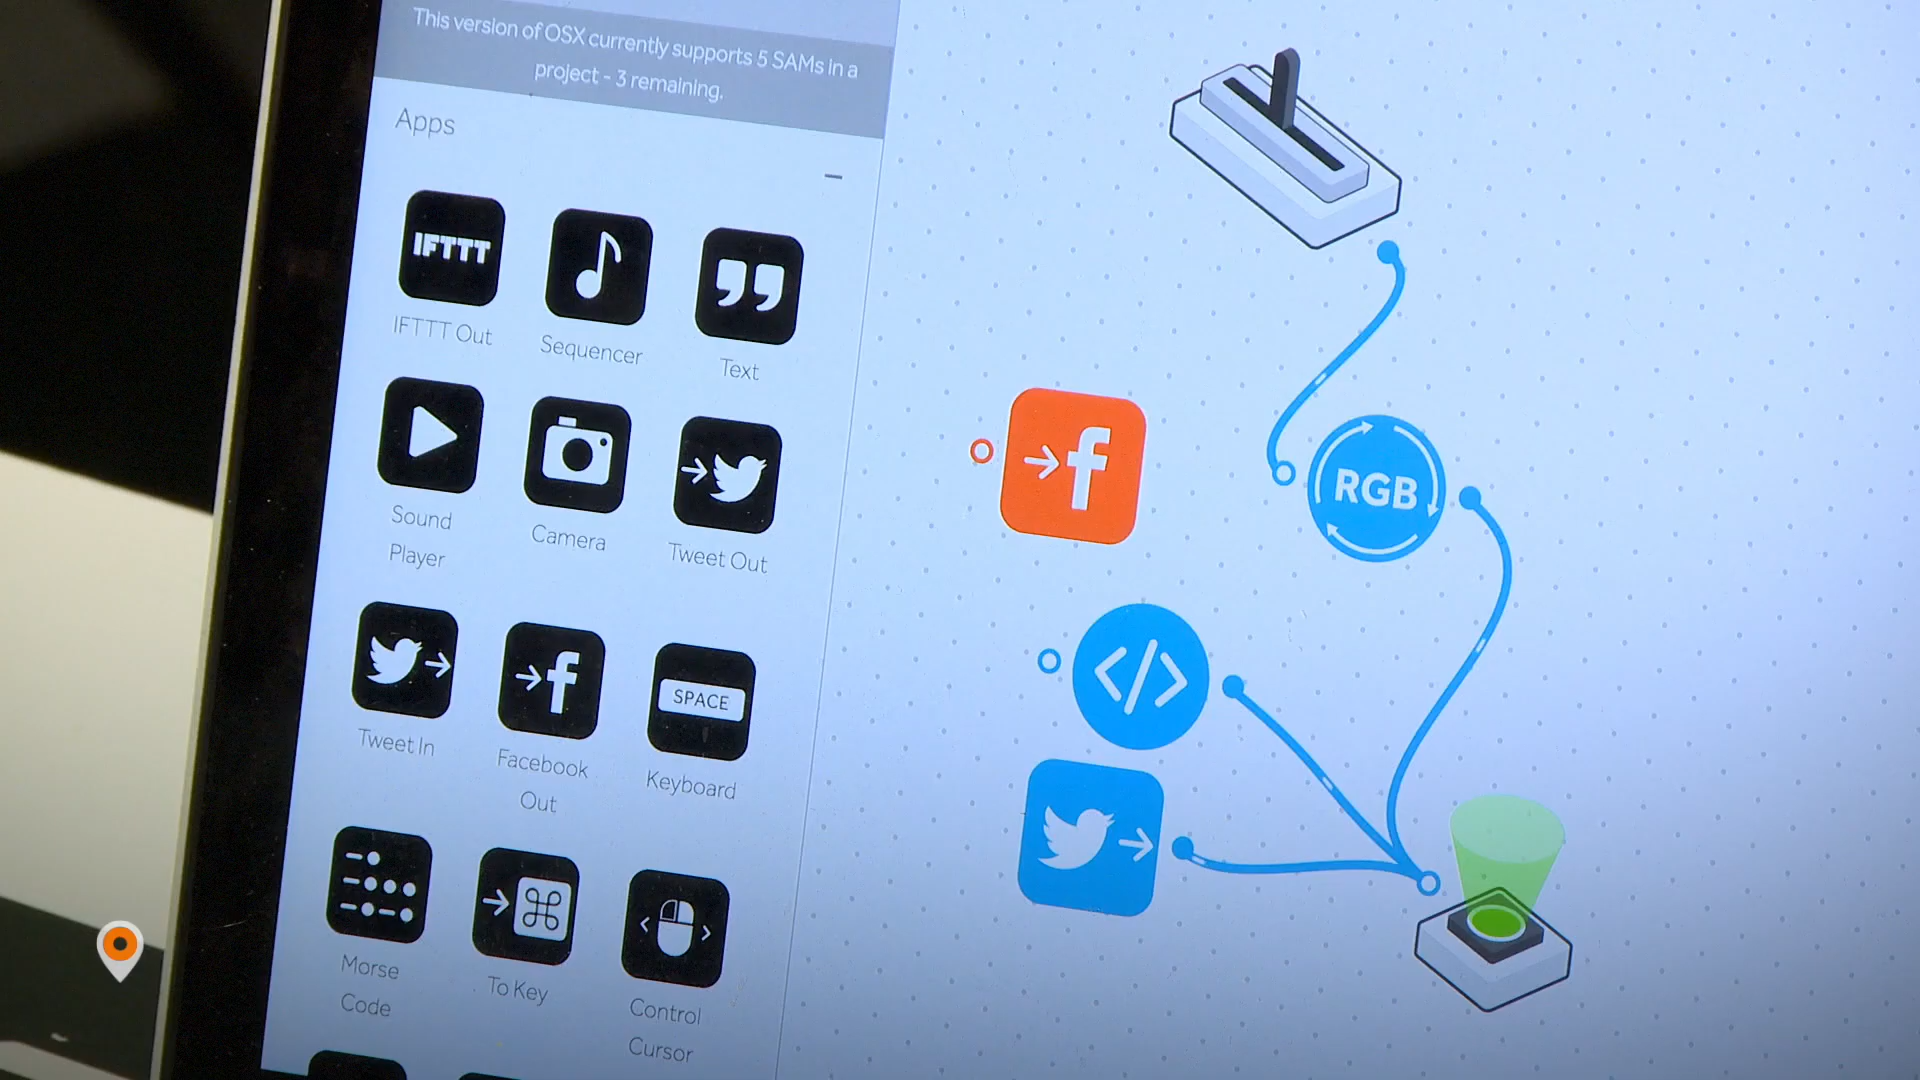 This version of OSX currently supports 5 SAMs in a
project - 3 remaining.
Apps
IFTTT
IFTTT Out
Sequencer
Text
Sound
Player
Camera
Tweet Out
Tweet In
Facebook
Out
SPACE
Keyboard
Morse
Code
To Key
Control
Cursor
RGB